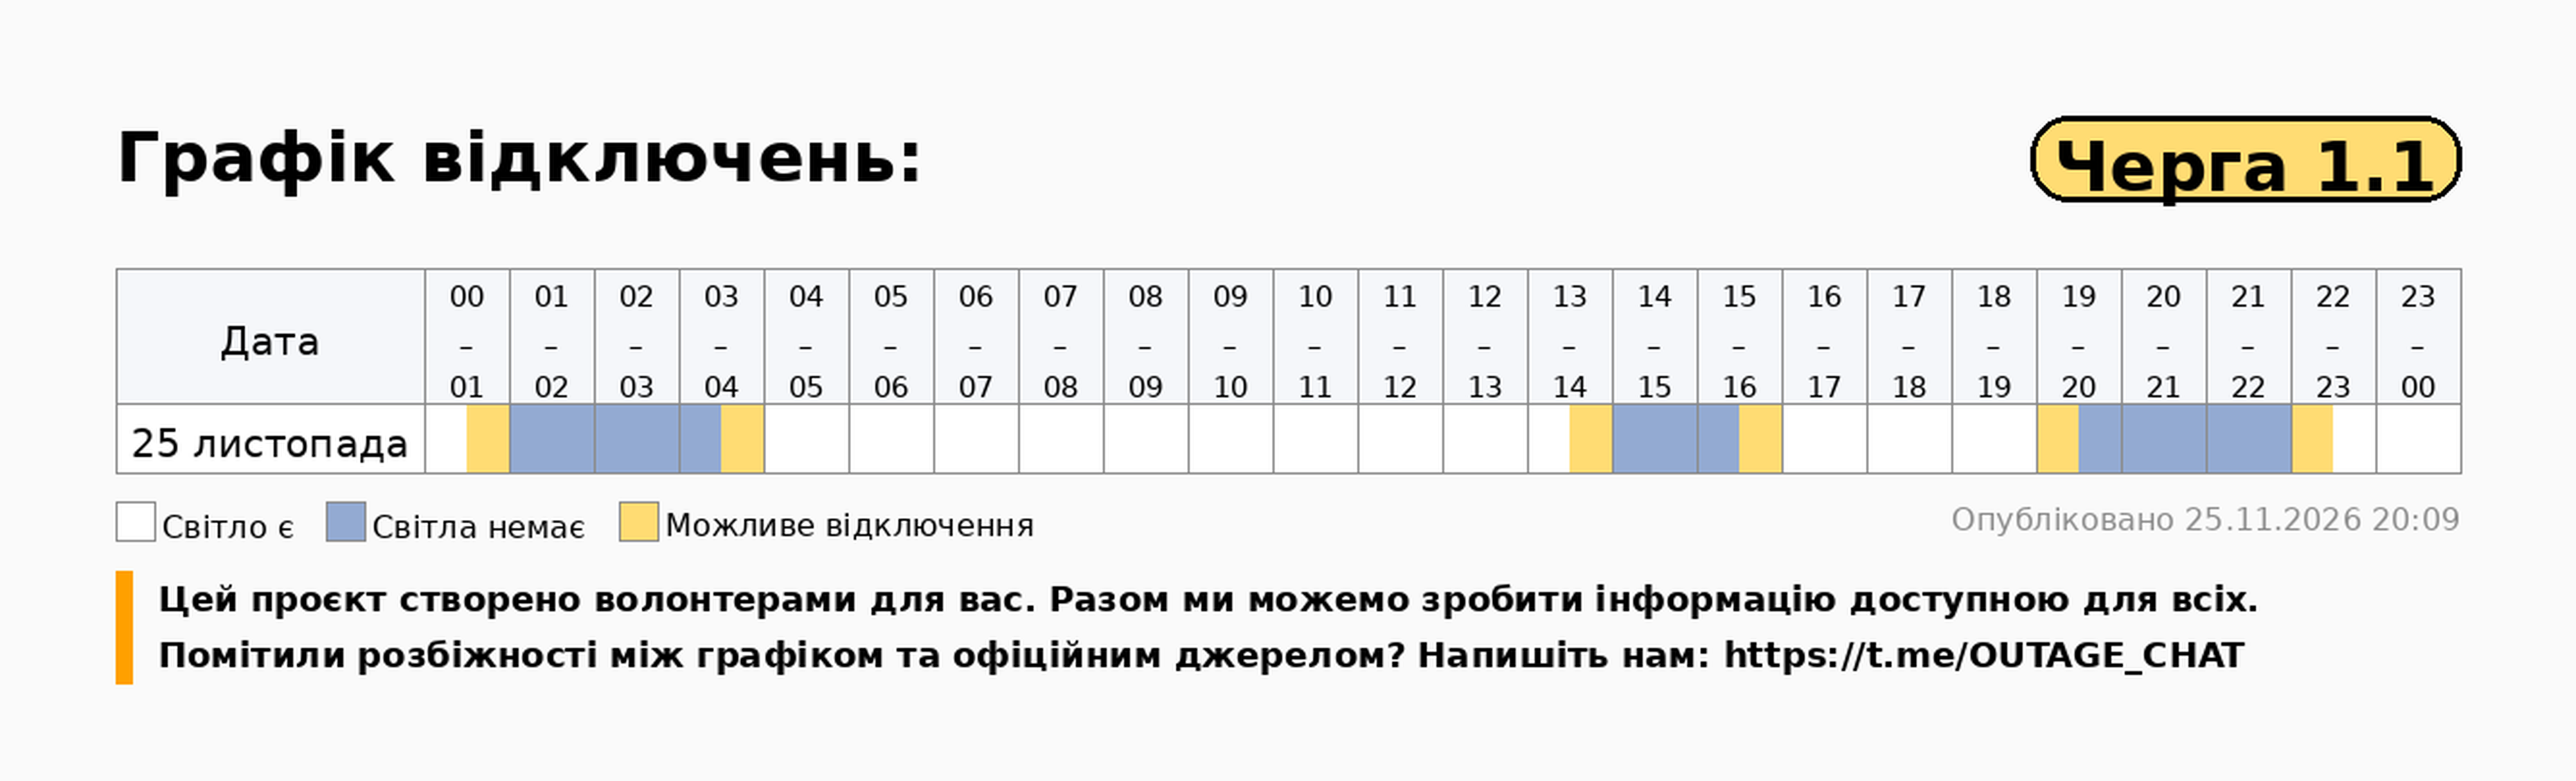 Графік відключень:
Черга 1.1
Дата
00 – 01
01 – 02
02 – 03
03 – 04
04 – 05
05 – 06
06 – 07
07 – 08
08 – 09
09 – 10
10 – 11
11 – 12
12 – 13
13 – 14
14 – 15
15 – 16
16 – 17
17 – 18
18 – 19
19 – 20
20 – 21
21 – 22
22 – 23
23 – 00
25 листопада
Світло є
Світла немає
Можливе відключення
Опубліковано 25.11.2026 20:09
Цей проєкт створено волонтерами для вас. Разом ми можемо зробити інформацію доступною для всіх.
Помітили розбіжності між графіком та офіційним джерелом? Напишіть нам: https://t.me/OUTAGE_CHAT